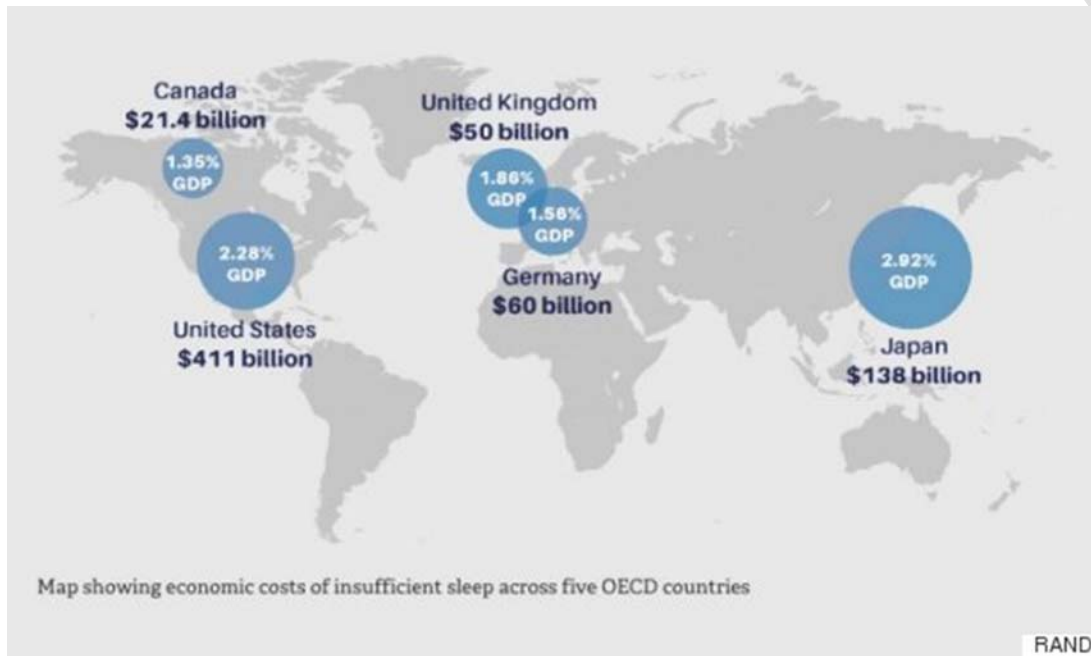 Canada
$21.4 billion
1.35%
GDP
United Kingdom
$50 billion
1.86%
GDP
1.56%
GDP
Germany
$60 billion
2.28%
GDP
United States
$411 billion
2.92%
GDP
Japan
$138 billion
Map showing economic costs of insufficient sleep across five OECD countries
RAND